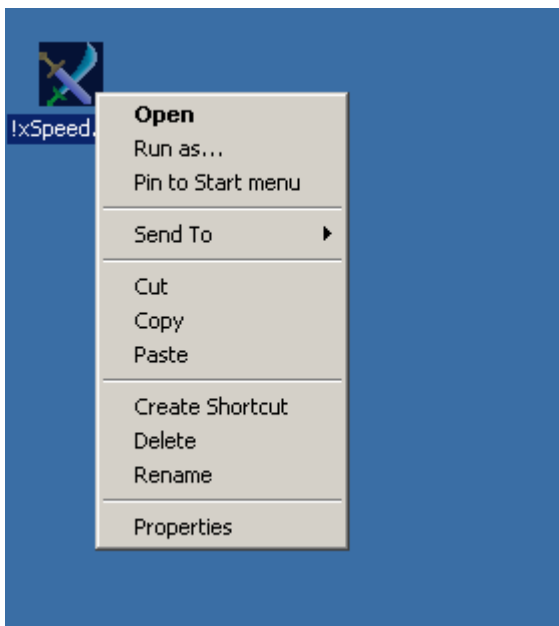 !xSpeed.
Open
Run as...
Pin to Start menu
Send To
Cut
Copy
Paste
Create Shortcut
Delete
Rename
Properties